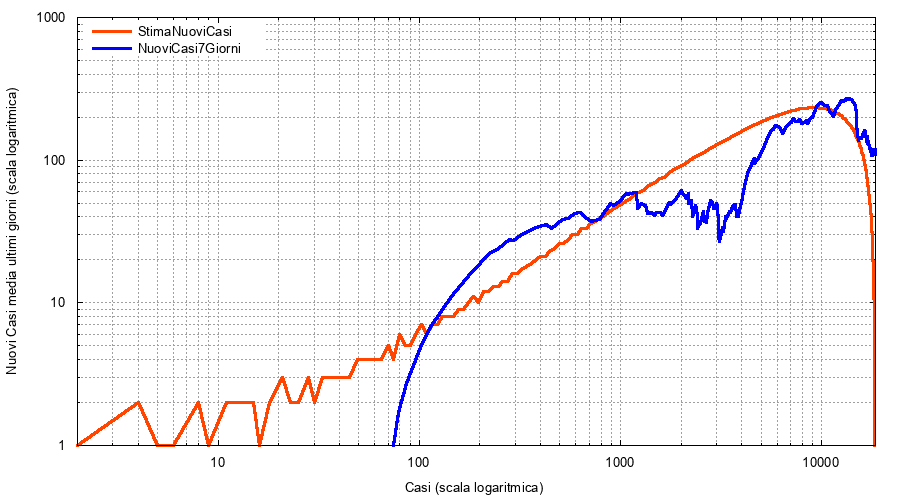 1000
StimaNuoviCasi
NuoviCasi7Giorni
100
10
1
10
100
1000
10000
Nuovi Casi media ultimi giorni (scala logaritmica)
Casi (scala logaritmica)